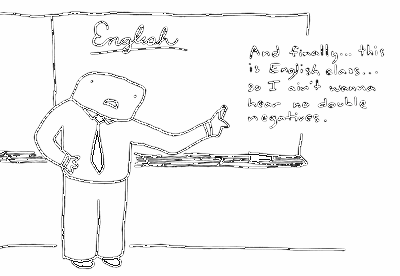 English
And finally... this
is English class...
so I ain't wanna
hear no double
negatives.